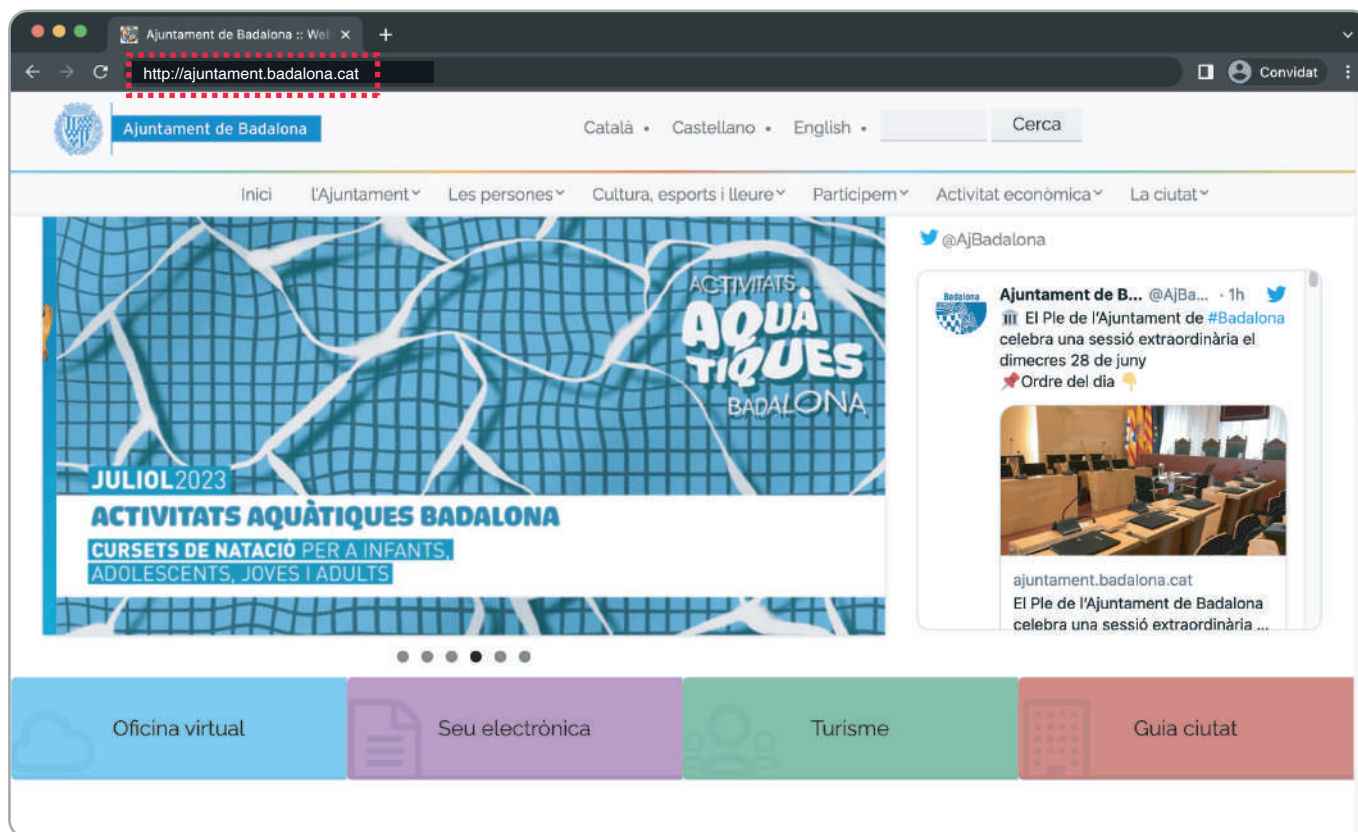 Ajuntament de Badalona :: Web
http://ajuntament.badalona.cat
Convidat
Ajuntament de Badalona
Català • Castellano • English • Cerca
Inici l'Ajuntament Les persones Cultura, esports i lleure Participem Activitat econòmica La ciutat
ACTIVITATS
AQUÀ
TIQUES
BADALONA
JULIOL2023
ACTIVITATS AQUÀTIQUES BADALONA
CURSETS DE NATACIÓ PER A INFANTS,
ADOLESCENTS, JOVES I ADULTS
@AjBadalona
Badalona
Ajuntament de B... @AjBa... · 1h
🏛 El Ple de l'Ajuntament de #Badalona
celebra una sessió extraordinària el
dimecres 28 de juny
📌Ordre del dia 👇
ajuntament.badalona.cat
El Ple de l'Ajuntament de Badalona
celebra una sessió extraordinària ...
Oficina virtual
Seu electrònica
Turisme
Guia ciutat